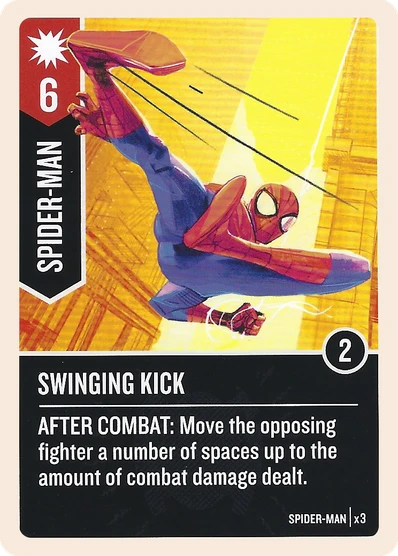 6
SPIDER-MAN
2
SWINGING KICK
AFTER COMBAT: Move the opposing
fighter a number of spaces up to the
amount of combat damage dealt.
SPIDER-MAN | x3